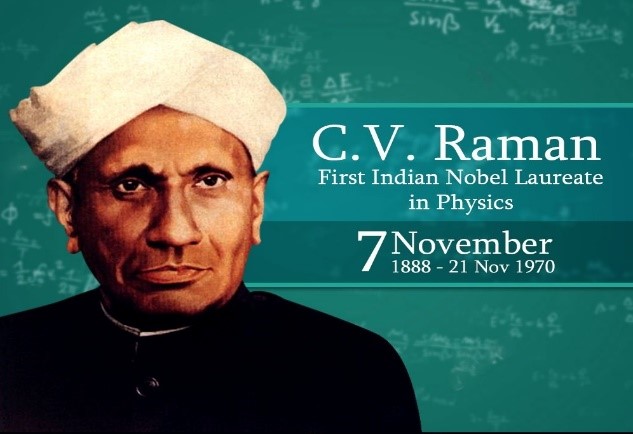 C.V. Raman
First Indian Nobel Laureate
in Physics
7 November
1888 - 21 Nov 1970